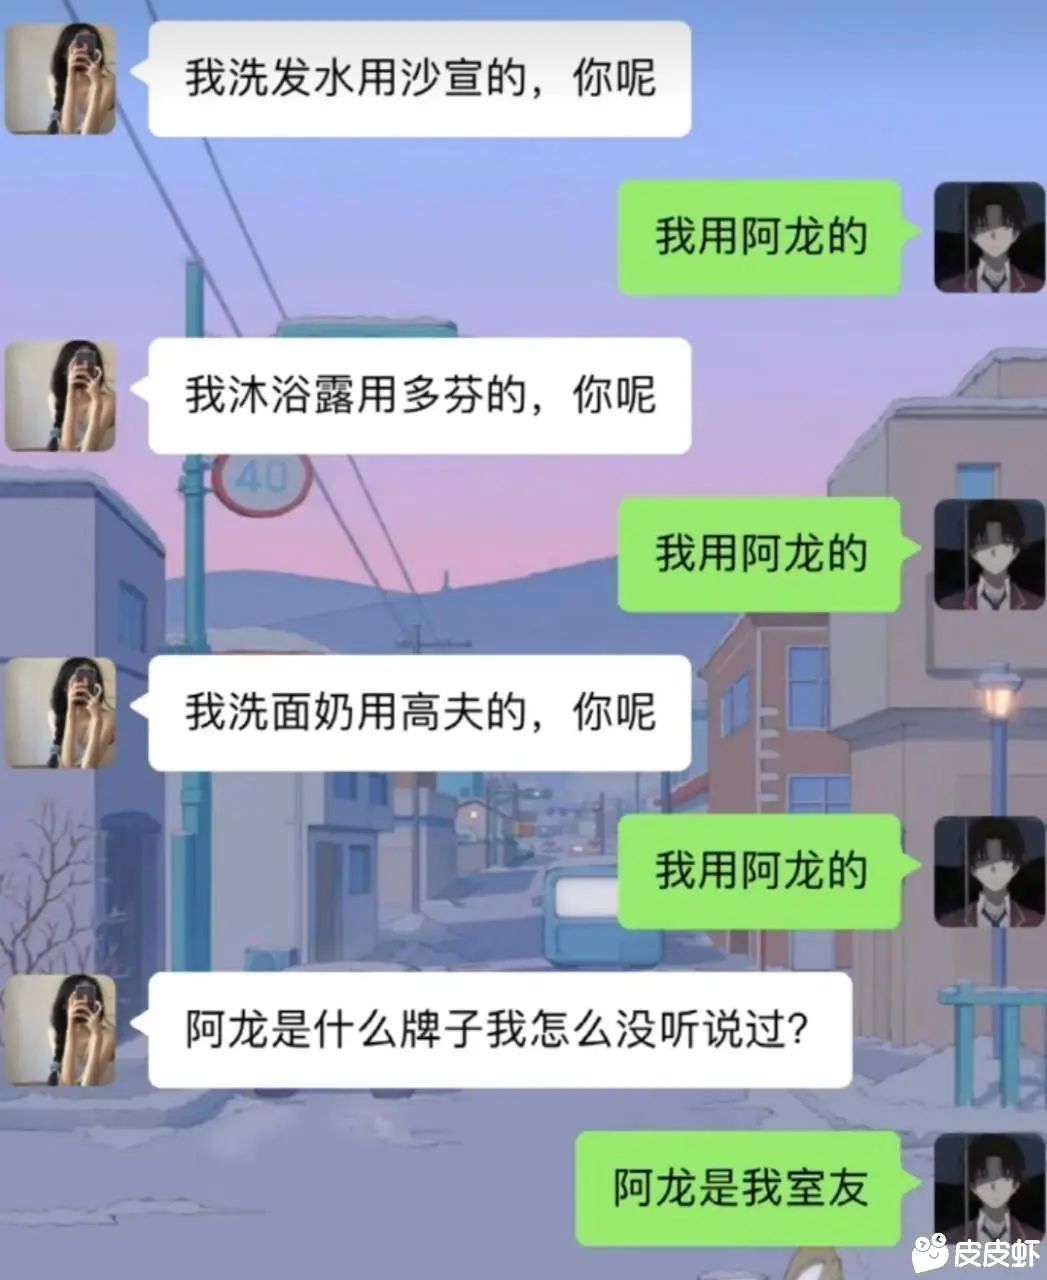 我洗发水用沙宣的，你呢
我用阿龙的
我沐浴露用多芬的，你呢
40
我用阿龙的
我洗面奶用高夫的，你呢
我用阿龙的
阿龙是什么牌子我怎么没听说过？
阿龙是我室友
皮皮虾